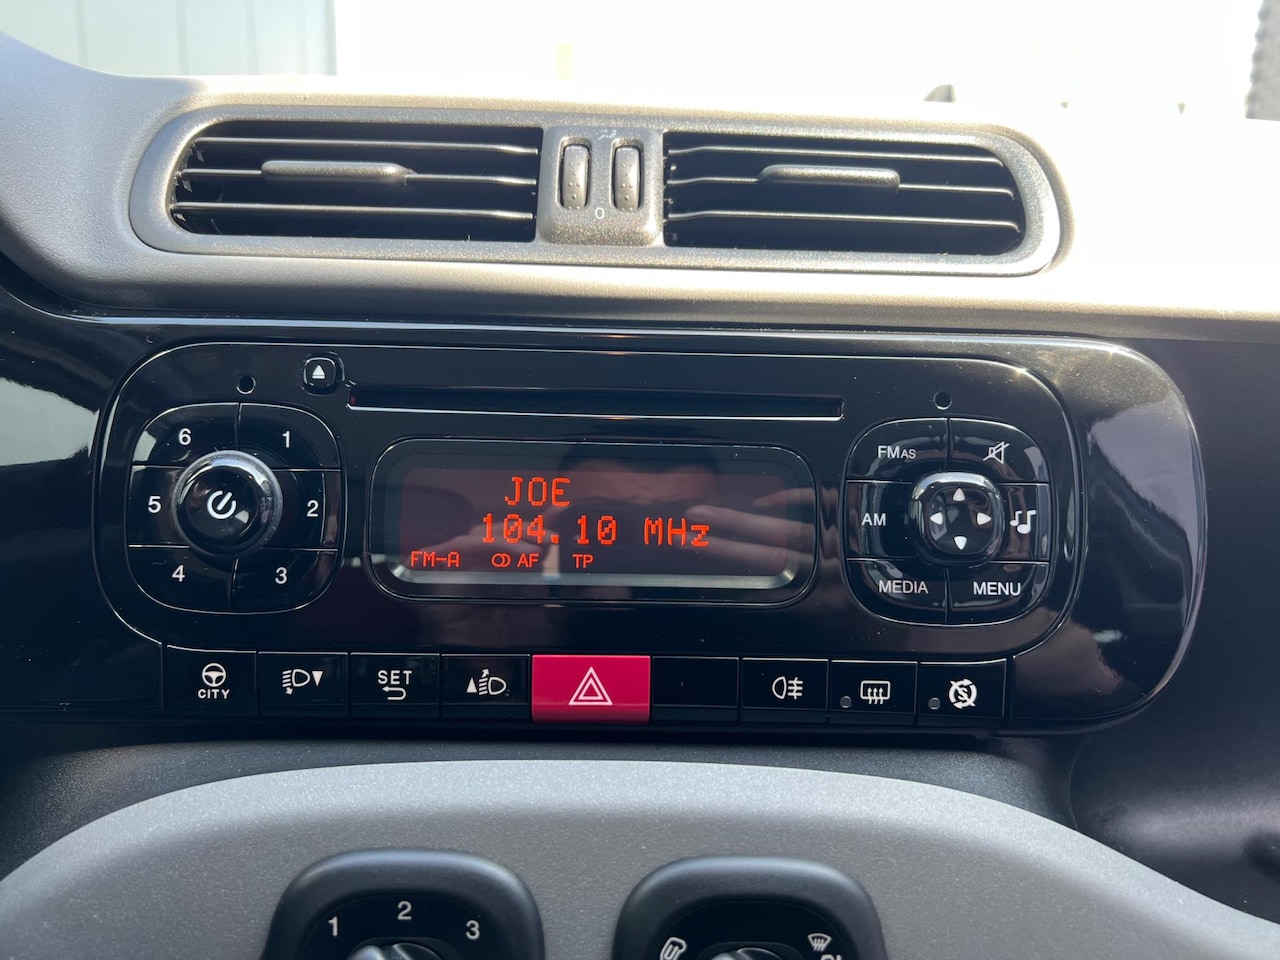 0
6 1
5 2
4 3
JOE
104.10 MHz
FM-A AF TP
FMAS
AM
MEDIA MENU
CITY
SET
1 2 3